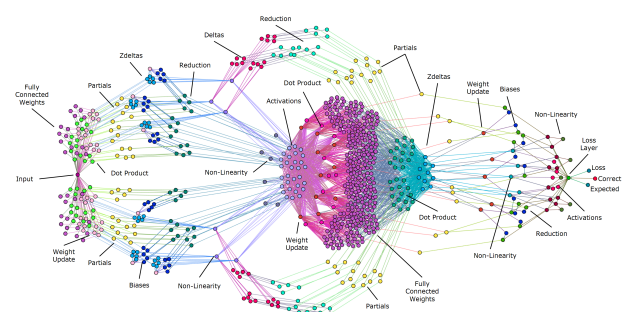 Reduction
Deltas
Zdeltas
Reduction
Partials
Fully
Connected
Weights
Input
Dot Product
Weight
Update
Partials
Biases
Non-Linearity
Non-Linearity
Activations
Dot Product
Partials
Zdeltas
Weight
Update
Biases
Non-Linearity
Loss
Layer
Loss
Correct
Expected
Activations
Reduction
Non-Linearity
Dot Product
Weight
Update
Fully
Connected
Weights
Partials